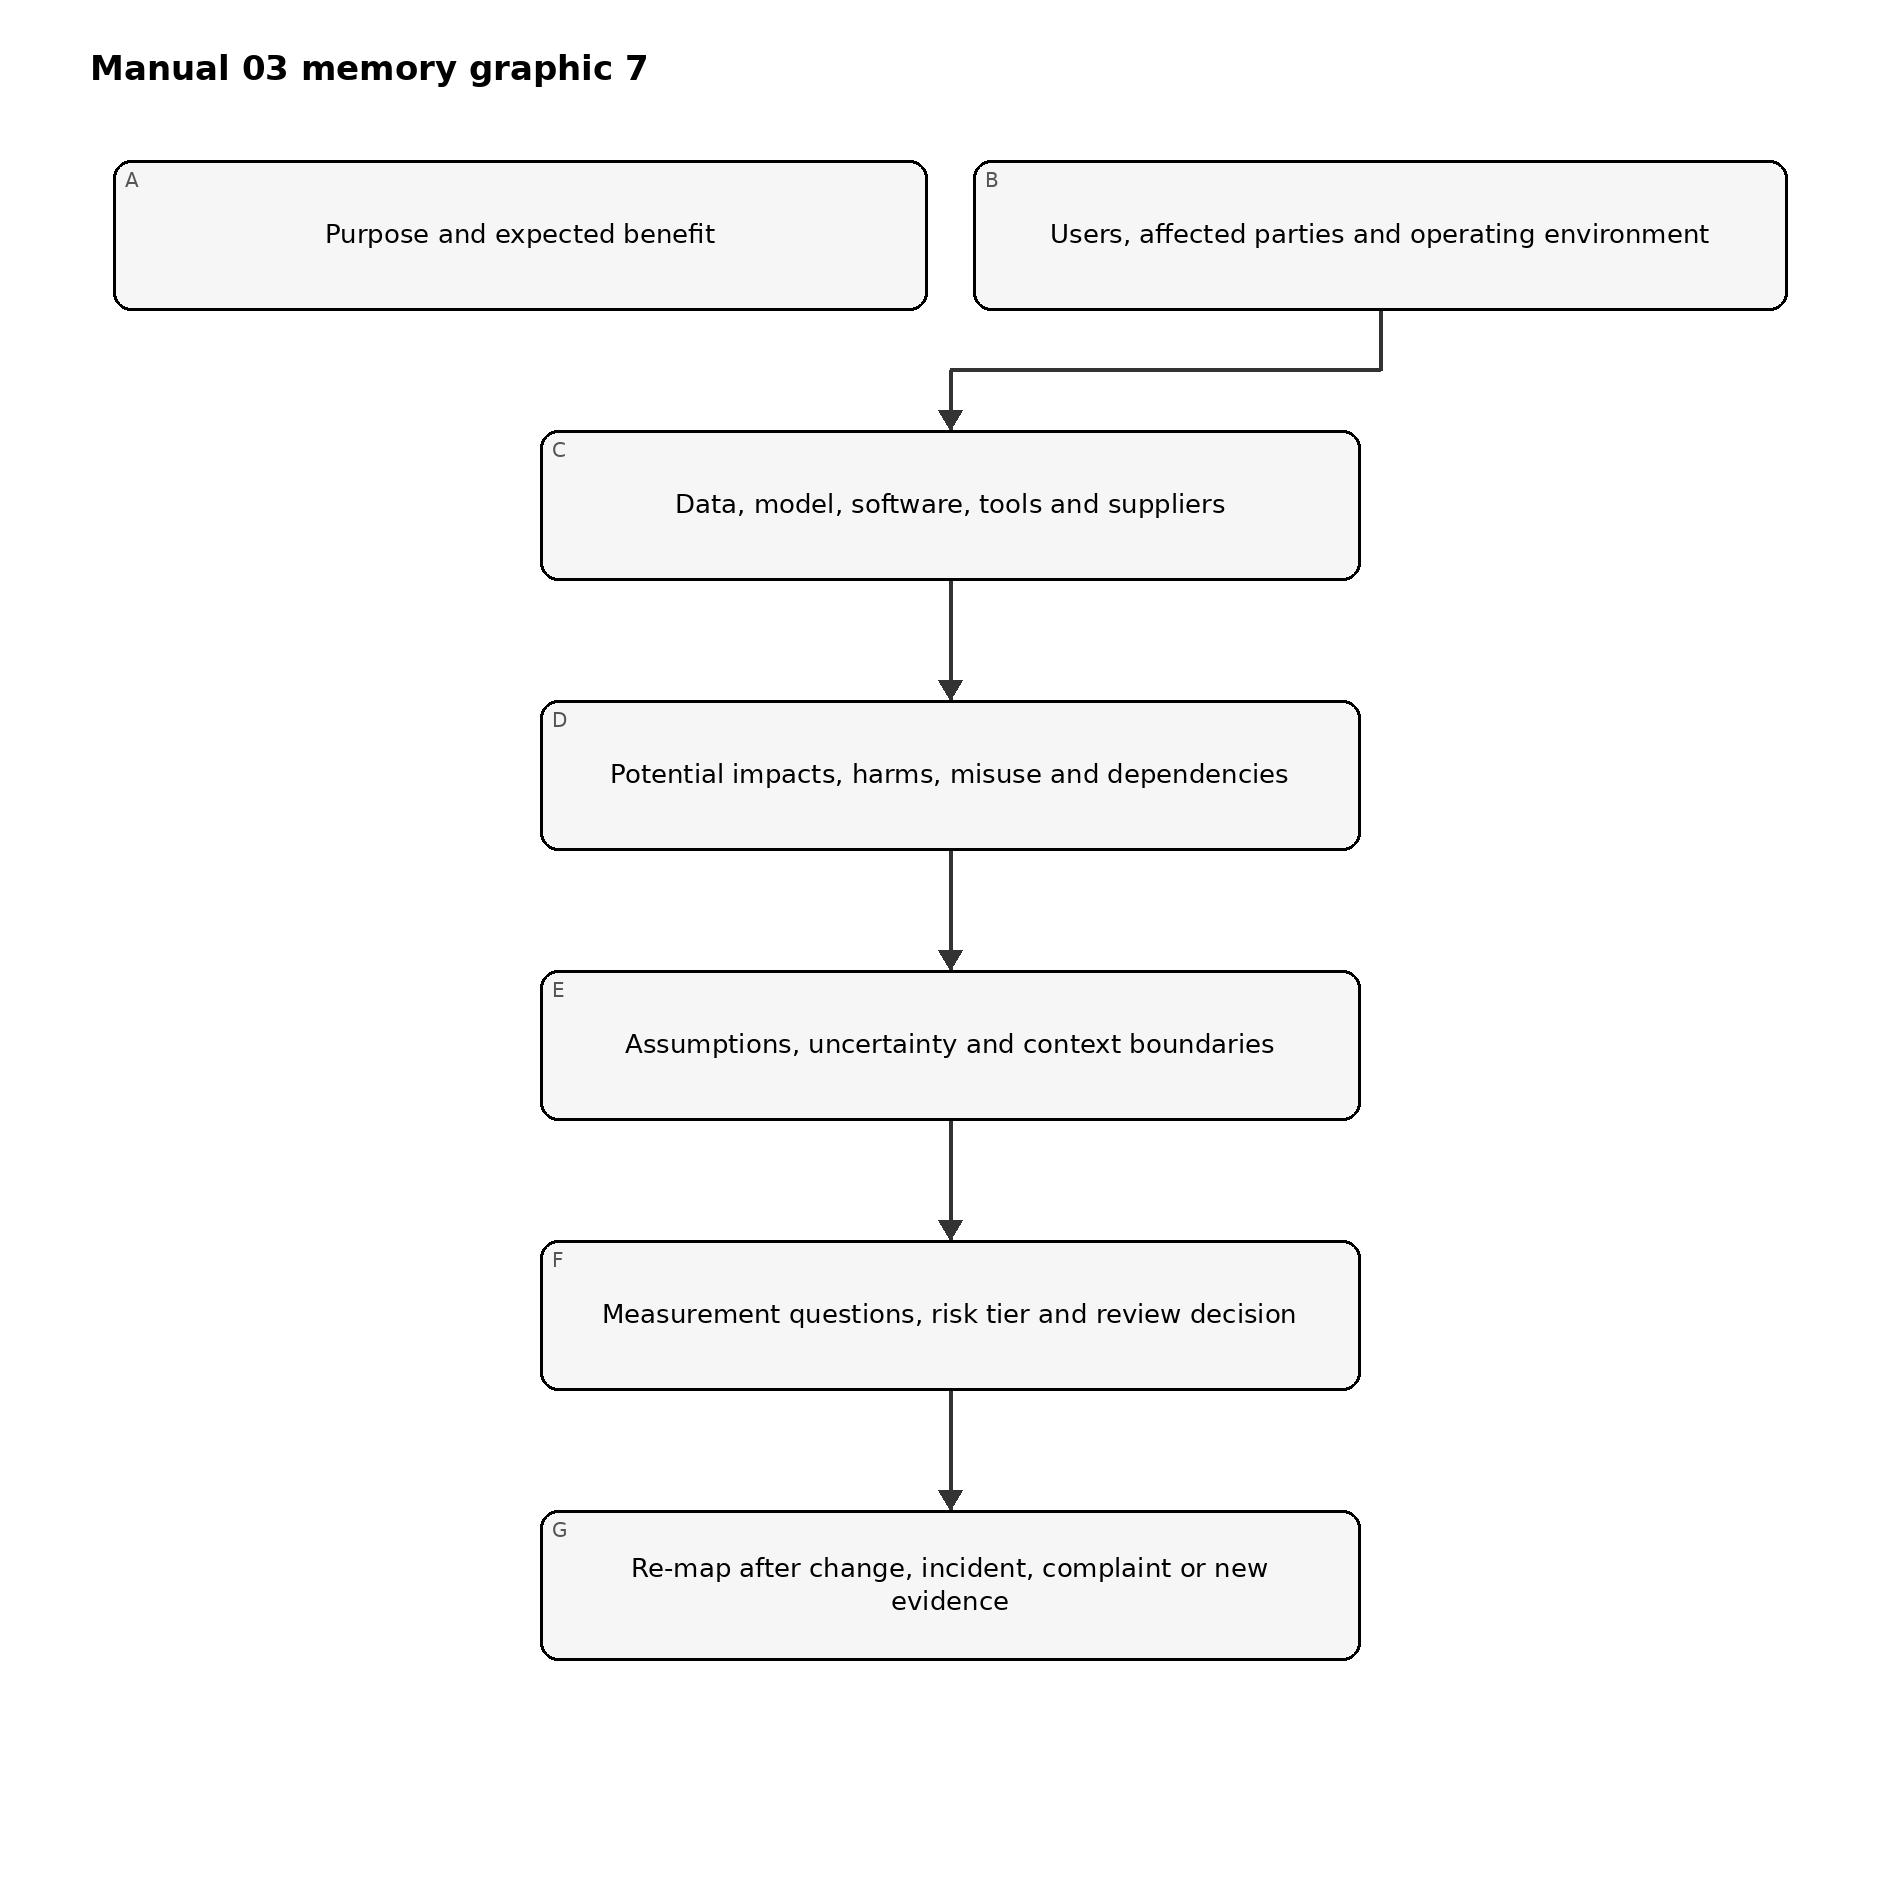 Manual 03 memory graphic 7
A
Purpose and expected benefit
B
Users, affected parties and operating environment
C
Data, model, software, tools and suppliers
D
Potential impacts, harms, misuse and dependencies
E
Assumptions, uncertainty and context boundaries
F
Measurement questions, risk tier and review decision
G
Re-map after change, incident, complaint or new
evidence